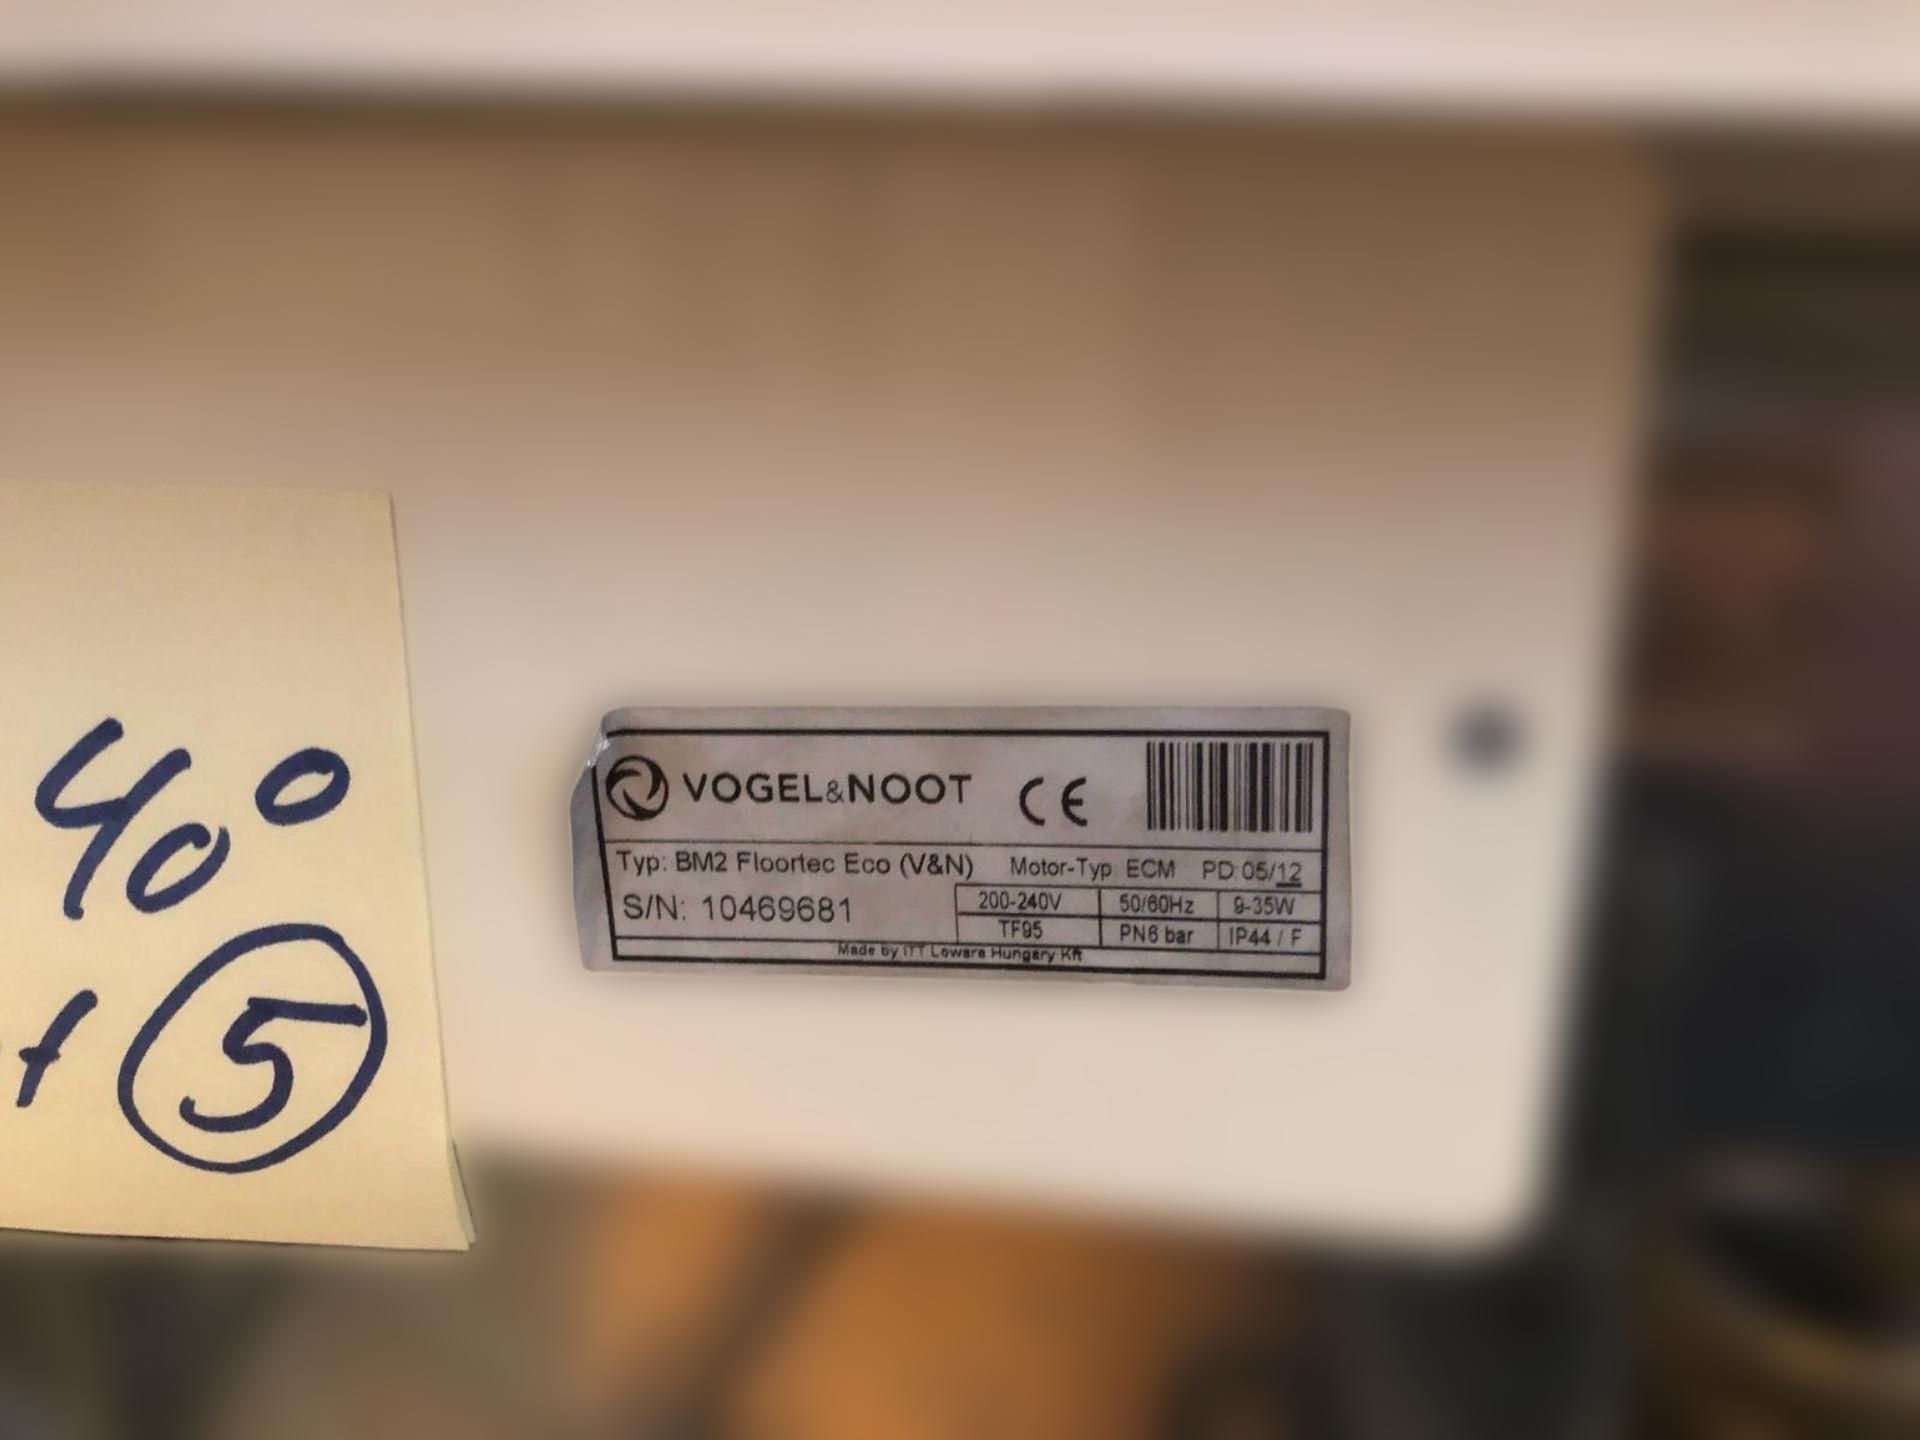 40°
5
VOGEL&NOOT CE
Typ: BM2 Floortec Eco (V&N) Motor-Typ: ECM PD:05/12
S/N: 10469681
200-240V 50/60Hz 9-35W
TF95 PN6 bar IP44 / F
Made by ITT Lowara Hungary Kft